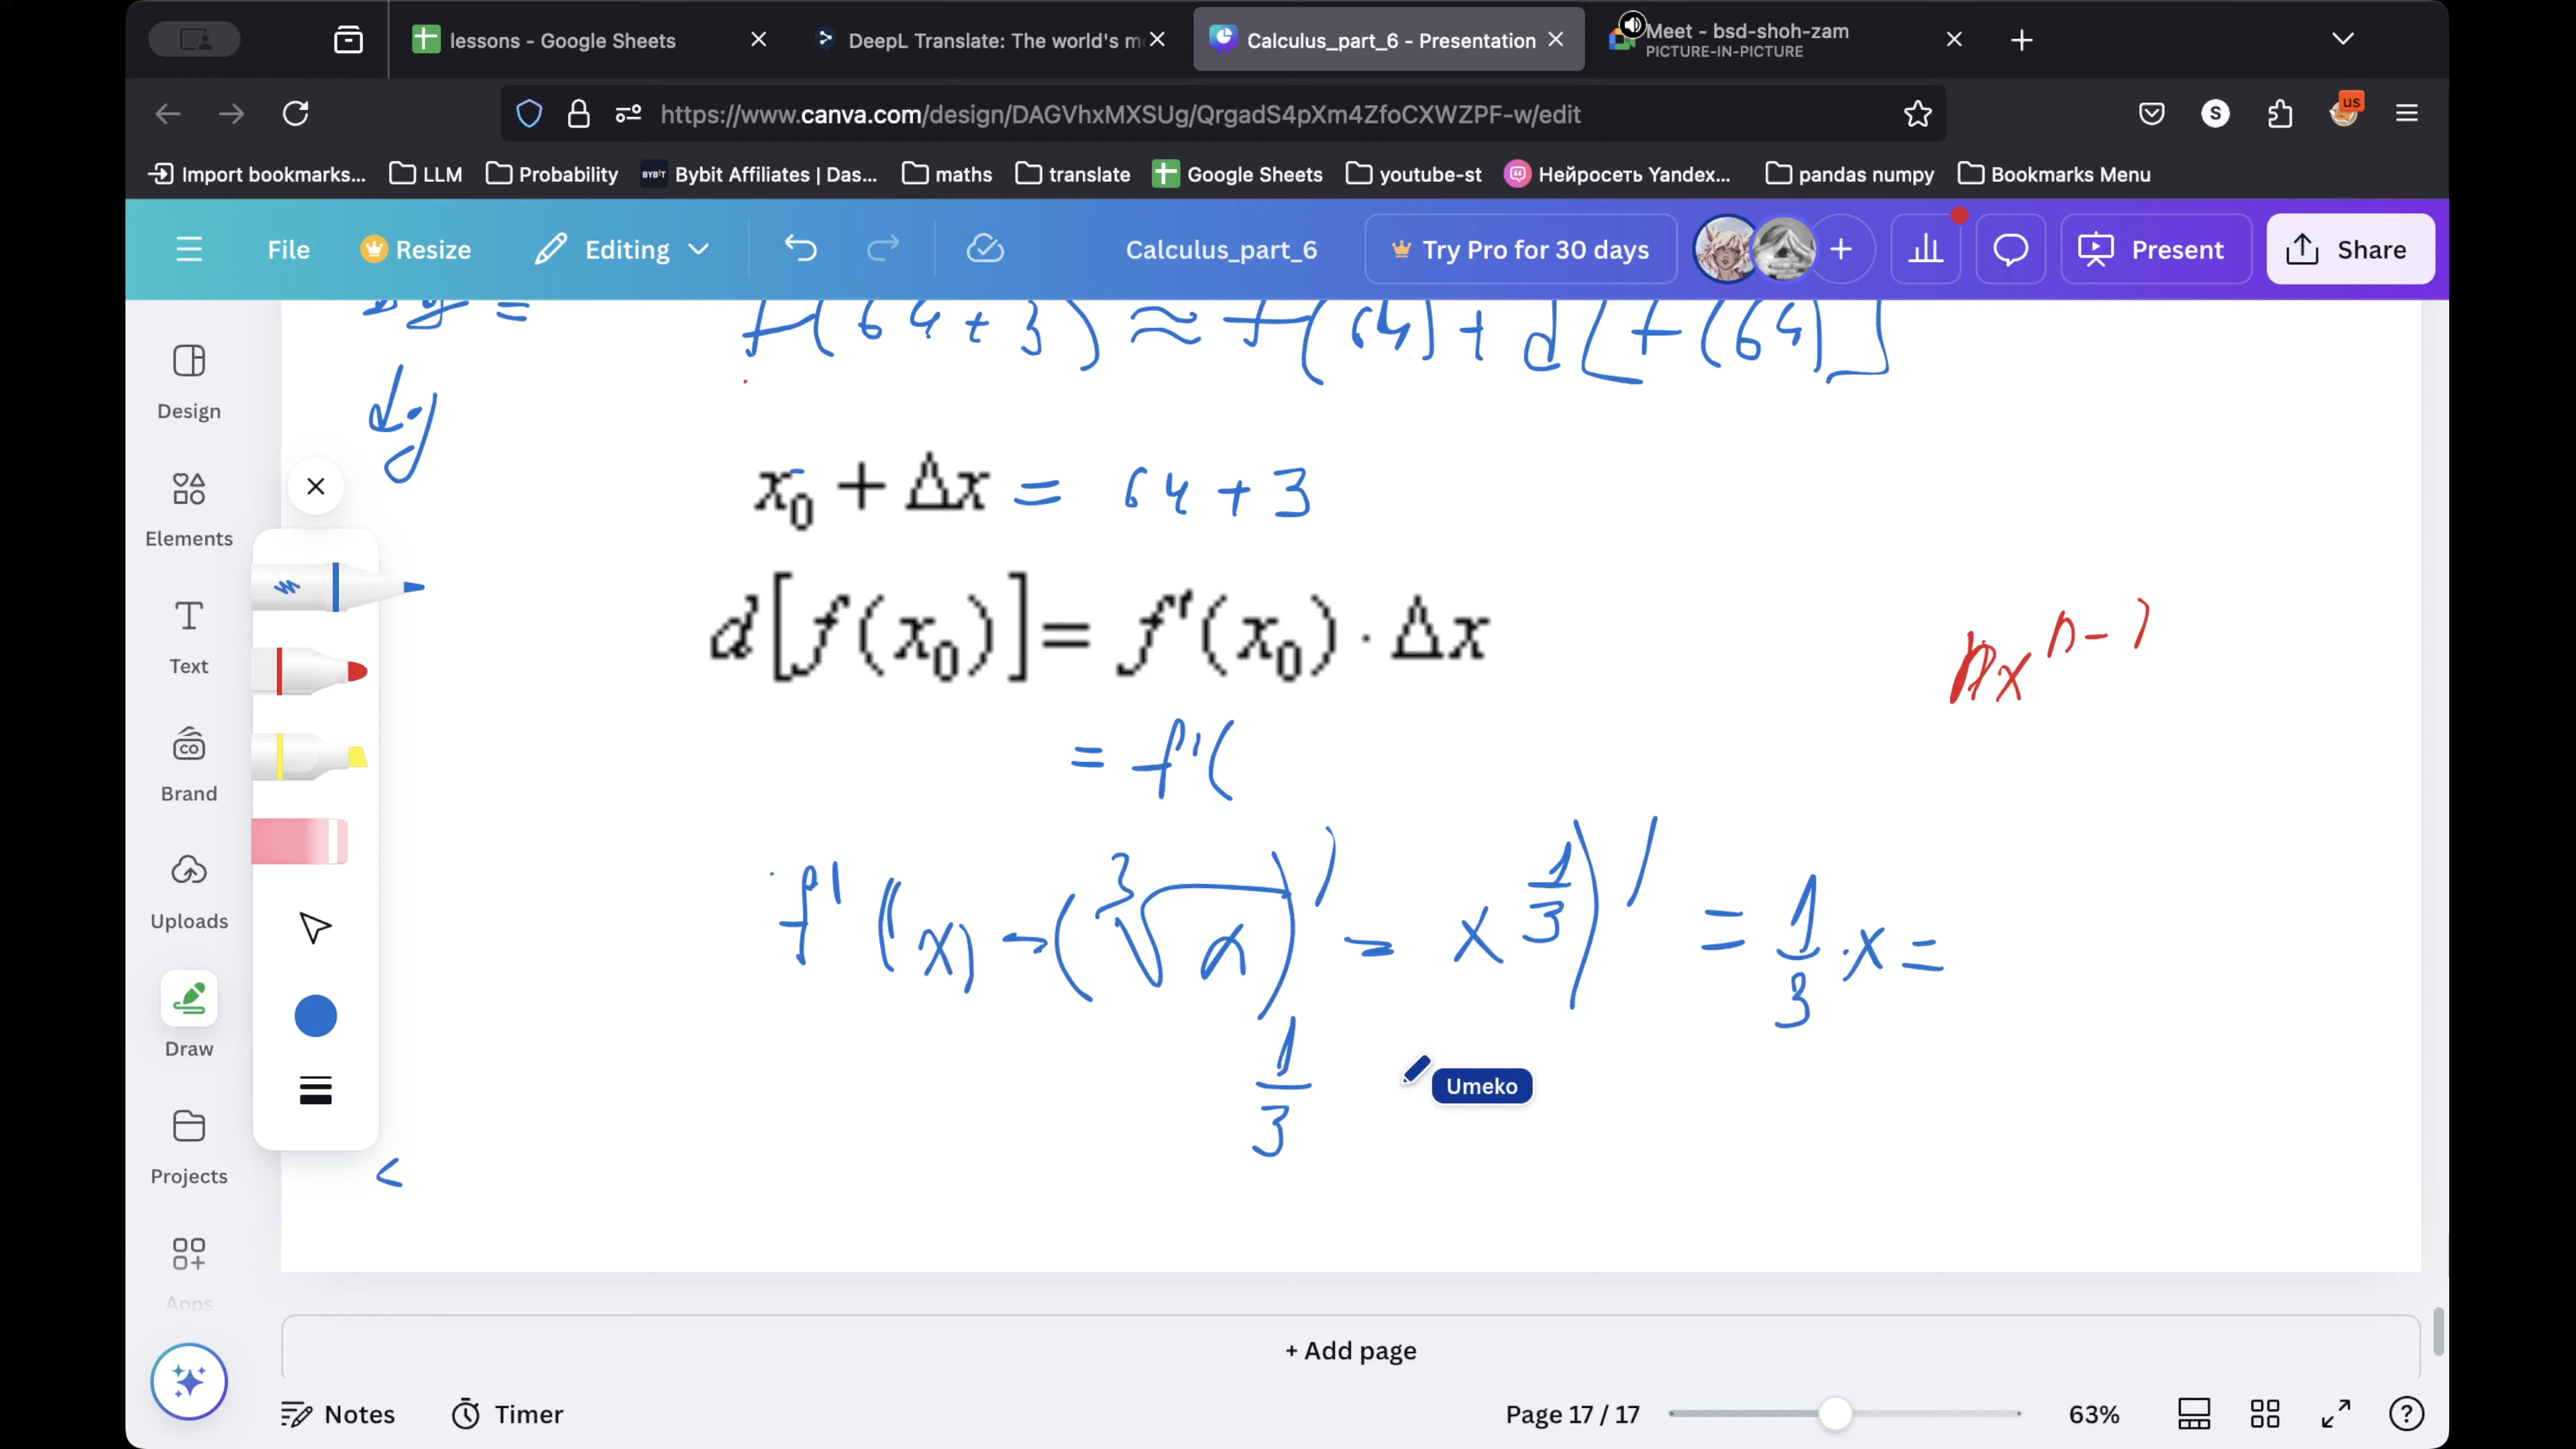 lessons - Google Sheets
DeepL Translate: The world's m
Calculus_part_6 - Presentation
Meet - bsd-shoh-zam
PICTURE-IN-PICTURE
https://www.canva.com/design/DAGVhxMXSUg/QrgadS4pXm4ZfoCXWZPF-w/edit
S
us
Import bookmarks...
LLM
Probability
BYBIT
Bybit Affiliates | Das...
maths
translate
Google Sheets
youtube-st
Нейросеть Yandex...
pandas numpy
Bookmarks Menu
File
Resize
Editing
Calculus_part_6
Try Pro for 30 days
Present
Share
Design
Elements
Text
Brand
Uploads
Draw
Projects
Apps
f(64+3) ≈ f(64) + d[f(64)]
dy
x₀ + Δx = 64 + 3
d[f(x₀)] = f'(x₀) · Δx
nx^(n-1)
= f'(
f'(x) = (∛x)' = x^(1/3))' = 1/3 · x =
1/3
Umeko
<
+ Add page
Notes
Timer
Page 17 / 17
63%
?